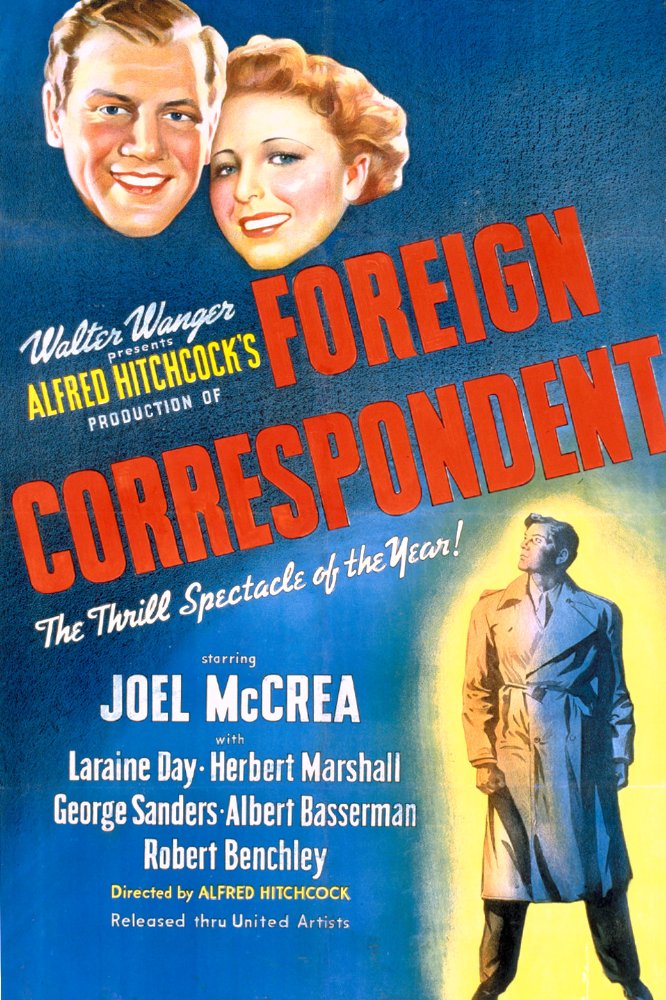 Walter Wanger
presents
ALFRED HITCHCOCK'S
PRODUCTION OF
FOREIGN
CORRESPONDENT
The Thrill Spectacle of the Year!
starring
JOEL McCREA
with
Laraine Day · Herbert Marshall
George Sanders · Albert Basserman
Robert Benchley
Directed by ALFRED HITCHCOCK
Released thru United Artists